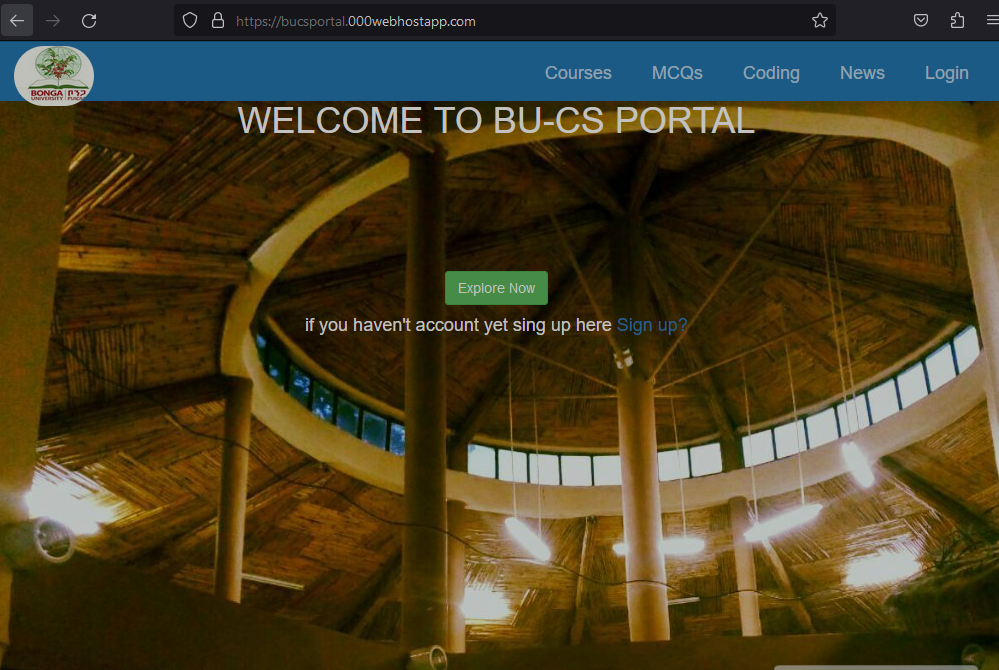 https://bucsportal.000webhostapp.com
BONGA
UNIVERSITY
Courses MCQs Coding News Login
WELCOME TO BU-CS PORTAL
Explore Now
if you haven't account yet sing up here Sign up?